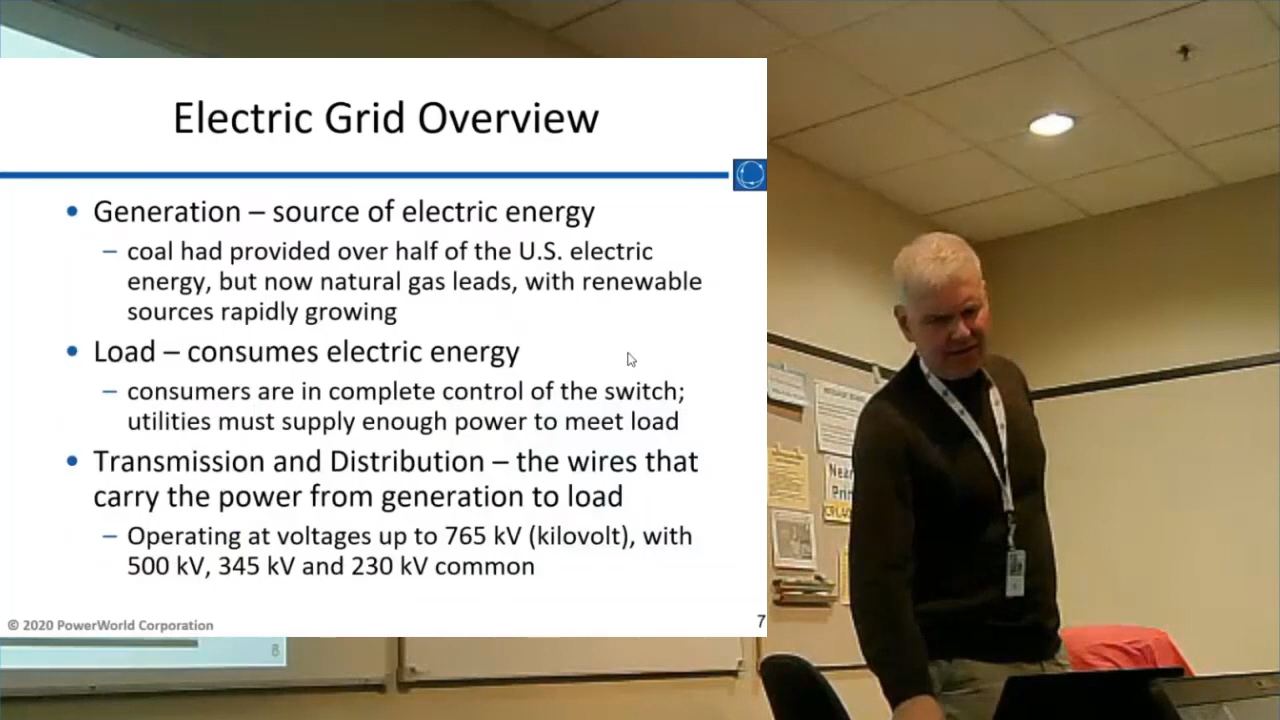 Electric Grid Overview
• Generation – source of electric energy
– coal had provided over half of the U.S. electric
energy, but now natural gas leads, with renewable
sources rapidly growing
• Load – consumes electric energy
– consumers are in complete control of the switch;
utilities must supply enough power to meet load
• Transmission and Distribution – the wires that
carry the power from generation to load
– Operating at voltages up to 765 kV (kilovolt), with
500 kV, 345 kV and 230 kV common
© 2020 PowerWorld Corporation
7
8
Near
Prin